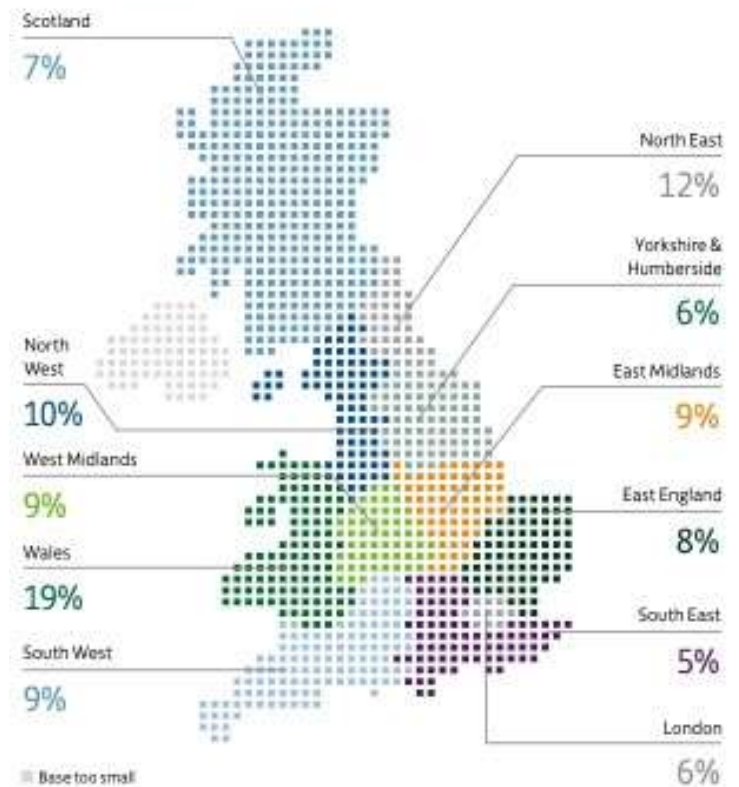 Scotland
7%
North East
12%
Yorkshire &
Humberside
6%
North
West
10%
East Midlands
9%
West Midlands
9%
East England
8%
Wales
19%
South East
5%
South West
9%
London
6%
Base too small